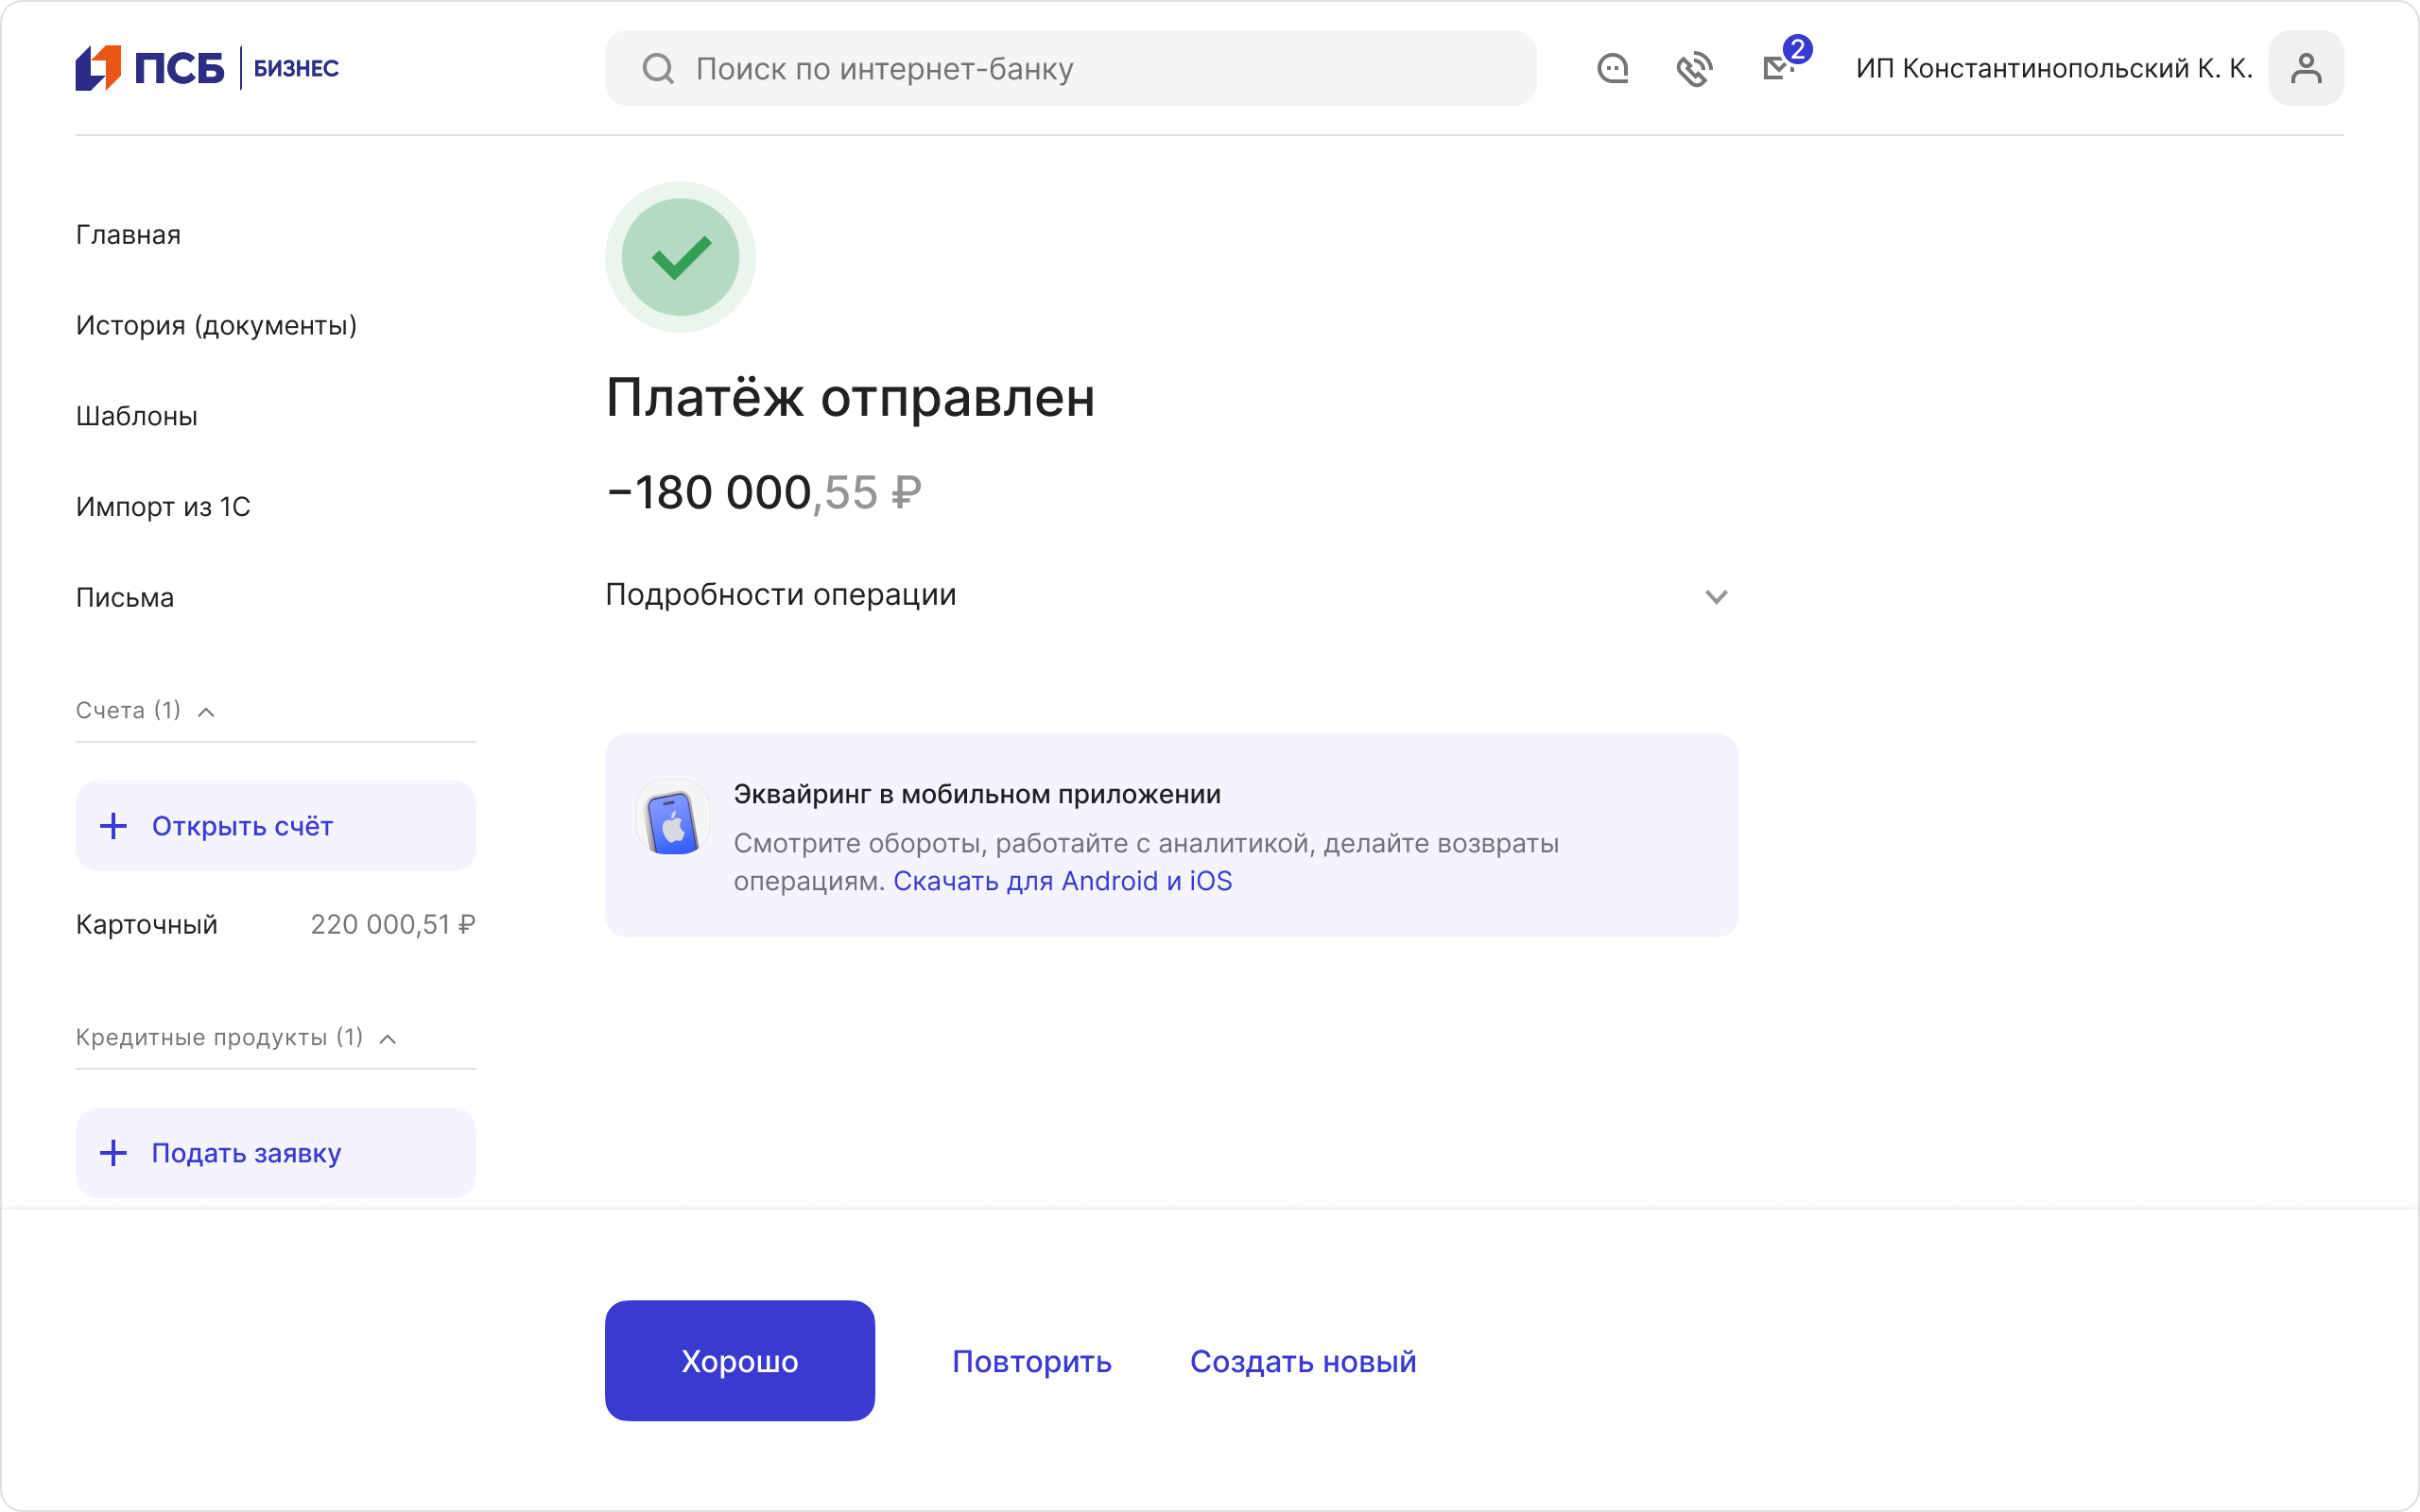 ПСБ БИЗНЕС
Поиск по интернет-банку
2
ИП Константинопольский К. К.
Главная
История (документы)
Шаблоны
Импорт из 1С
Письма
Счета (1)
Открыть счёт
Карточный 220 000,51 ₽
Кредитные продукты (1)
Подать заявку
Платёж отправлен
−180 000,55 ₽
Подробности операции
Эквайринг в мобильном приложении
Смотрите обороты, работайте с аналитикой, делайте возвраты
операциям. Скачать для Android и iOS
Хорошо
Повторить
Создать новый